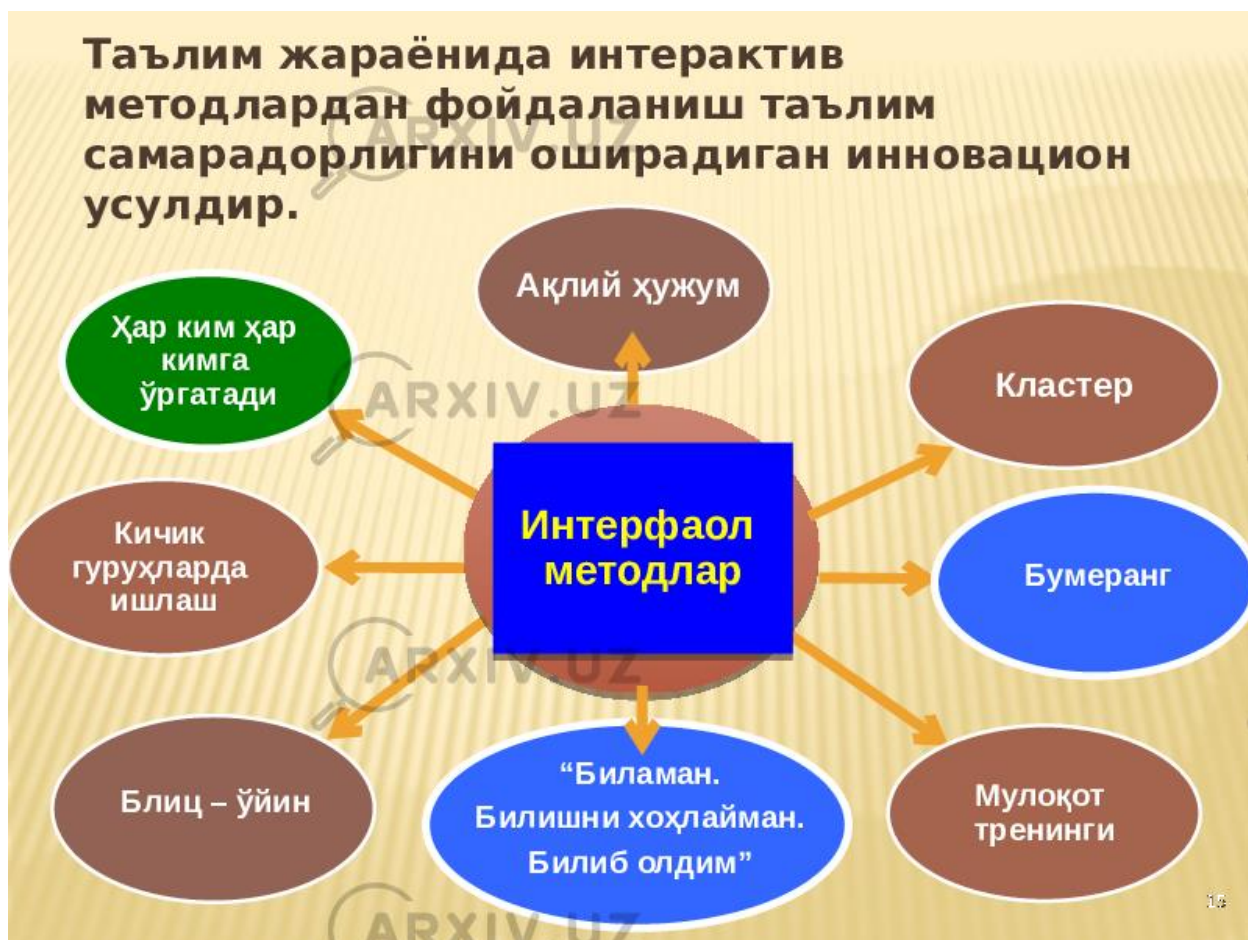 Таълим жараёнида интерактив
методлардан фойдаланиш таълим
самарадорлигини оширадиган инновацион
усулдир.
Ақлий ҳужум
Ҳар ким ҳар
кимга
ўргатади
Кластер
Интерфаол
методлар
Кичик
гуруҳларда
ишлаш
Бумеранг
Блиц – ўйин
“Биламан.
Билишни хоҳлайман.
Билиб олдим”
Мулоқот
тренинги
ARXIV.UZ
ARXIV.UZ
ARXIV.UZ
ARXIV.UZ